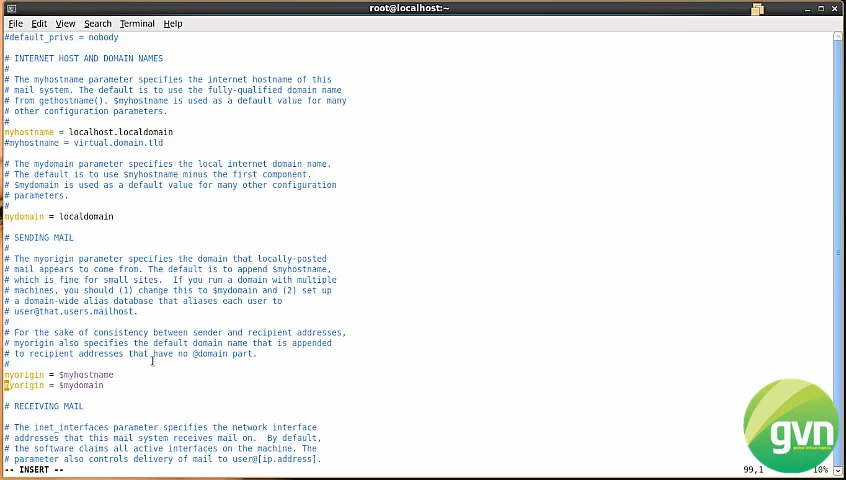 root@localhost:~
File Edit View Search Terminal Help
#default_privs = nobody
# INTERNET HOST AND DOMAIN NAMES
#
# The myhostname parameter specifies the internet hostname of this
# mail system. The default is to use the fully-qualified domain name
# from gethostname(). $myhostname is used as a default value for many
# other configuration parameters.
#
myhostname = localhost.localdomain
#myhostname = virtual.domain.tld
# The mydomain parameter specifies the local internet domain name.
# The default is to use $myhostname minus the first component.
# $mydomain is used as a default value for many other configuration
# parameters.
#
mydomain = localdomain
# SENDING MAIL
#
# The myorigin parameter specifies the domain that locally-posted
# mail appears to come from. The default is to append $myhostname,
# which is fine for small sites.  If you run a domain with multiple
# machines, you should (1) change this to $mydomain and (2) set up
# a domain-wide alias database that aliases each user to
# user@that.users.mailhost.
#
# For the sake of consistency between sender and recipient addresses,
# myorigin also specifies the default domain name that is appended
# to recipient addresses that have no @domain part.
#
myorigin = $myhostname
myorigin = $mydomain
# RECEIVING MAIL
# The inet_interfaces parameter specifies the network interface
# addresses that this mail system receives mail on.  By default,
# the software claims all active interfaces on the machine. The
# parameter also controls delivery of mail to user@[ip.address].
-- INSERT -- 99,1 10%
gvn